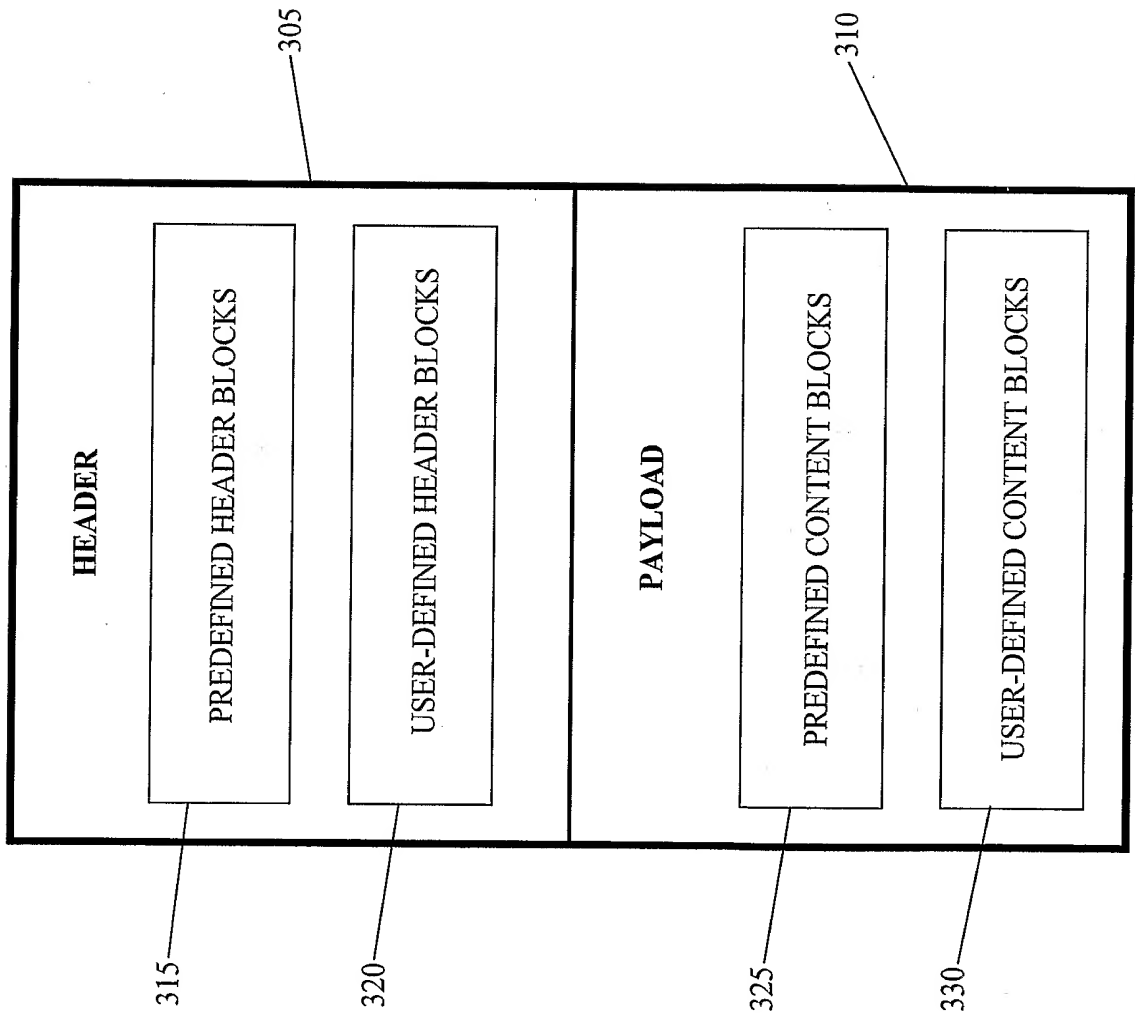 HEADER
305
PREDEFINED HEADER BLOCKS
315
USER-DEFINED HEADER BLOCKS
320
PAYLOAD
310
PREDEFINED CONTENT BLOCKS
325
USER-DEFINED CONTENT BLOCKS
330